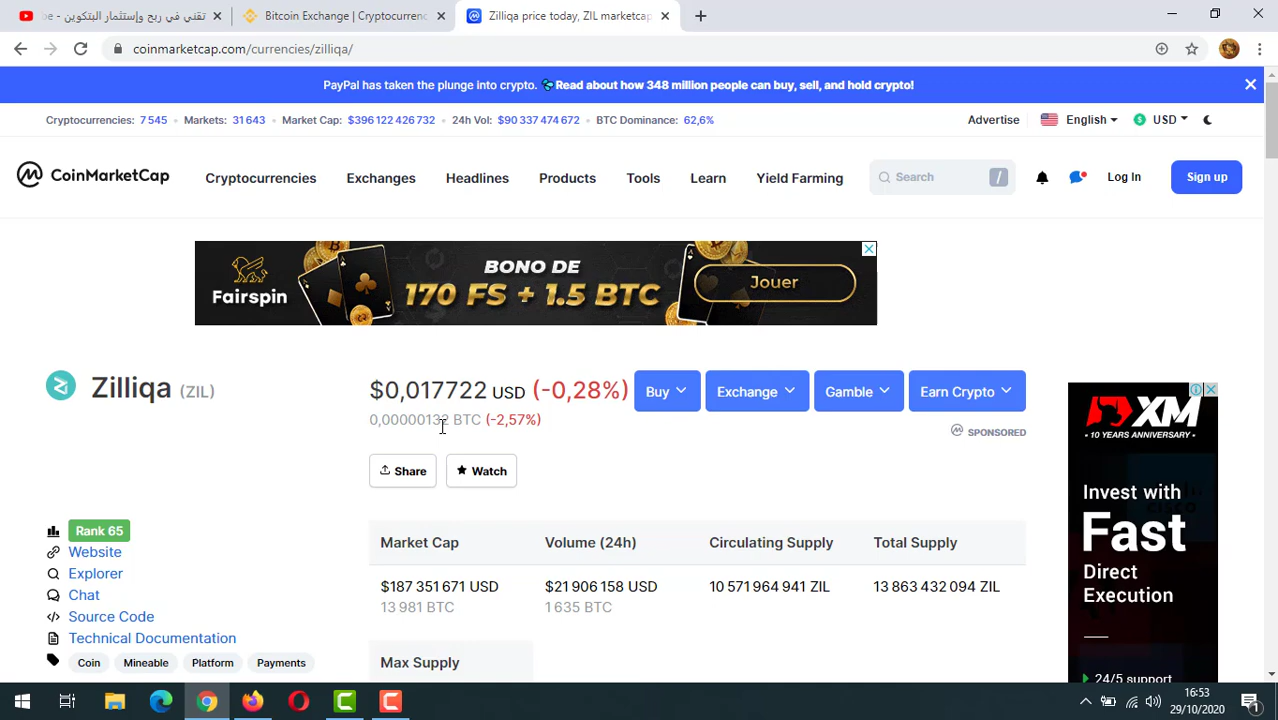 تقني في ربح وإستثمار البتكوين - be
Bitcoin Exchange | Cryptocurrenc
Zilliqa price today, ZIL marketcap
coinmarketcap.com/currencies/zilliqa/
PayPal has taken the plunge into crypto. Read about how 348 million people can buy, sell, and hold crypto!
Cryptocurrencies: 7 545 • Markets: 31 643 • Market Cap: $396 122 426 732 • 24h Vol: $90 337 474 672 • BTC Dominance: 62,6%
Advertise English USD
CoinMarketCap Cryptocurrencies Exchanges Headlines Products Tools Learn Yield Farming Search / Log In Sign up
Fairspin
BONO DE
170 FS + 1.5 BTC
Jouer
Zilliqa (ZIL)
$0,017722 USD (-0,28%)
Buy Exchange Gamble Earn Crypto
0,00000132 BTC (-2,57%)
SPONSORED
Share Watch
Rank 65
Website
Explorer
Chat
Source Code
Technical Documentation
Coin Mineable Platform Payments
Market Cap Volume (24h) Circulating Supply Total Supply
$187 351 671 USD $21 906 158 USD 10 571 964 941 ZIL 13 863 432 094 ZIL
13 981 BTC 1 635 BTC
Max Supply
XM
10 YEARS ANNIVERSARY
Invest with
Fast
Direct
Execution
24/5 support
16:53
29/10/2020
1